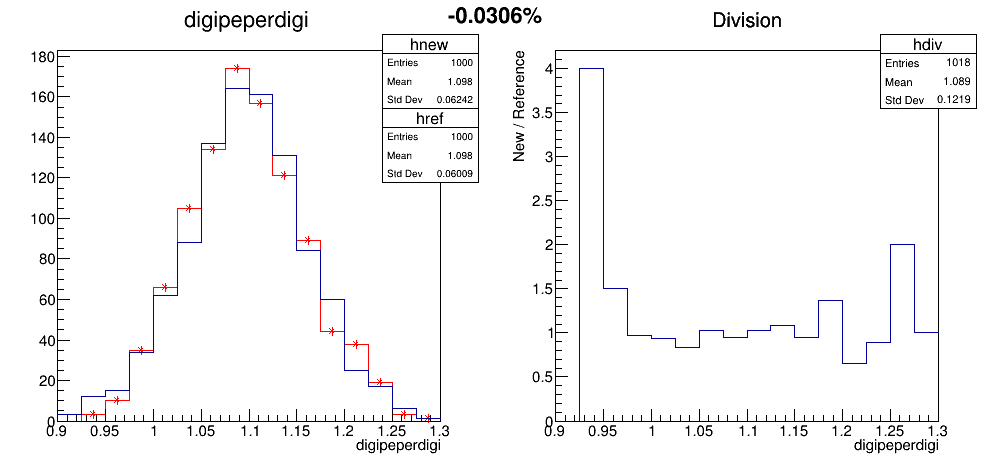 -0.0306%
digipeperdigi
hnew
Entries 1000
Mean 1.098
Std Dev 0.06242
href
Entries 1000
Mean 1.098
Std Dev 0.06009
180
160
140
120
100
80
60
40
20
0
0.9 0.95 1 1.05 1.1 1.15 1.2 1.25 1.3
digipeperdigi
Division
hdiv
Entries 1018
Mean 1.089
Std Dev 0.1219
New / Reference
4
3.5
3
2.5
2
1.5
1
0.5
0
0.9 0.95 1 1.05 1.1 1.15 1.2 1.25 1.3
digipeperdigi